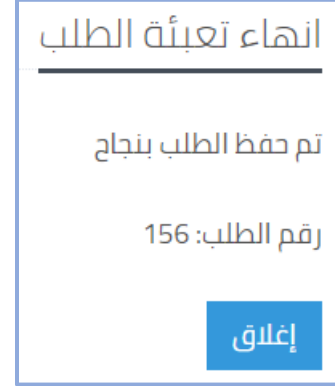 انهاء تعبئة الطلب
تم حفظ الطلب بنجاح
رقم الطلب: 156
إغلاق